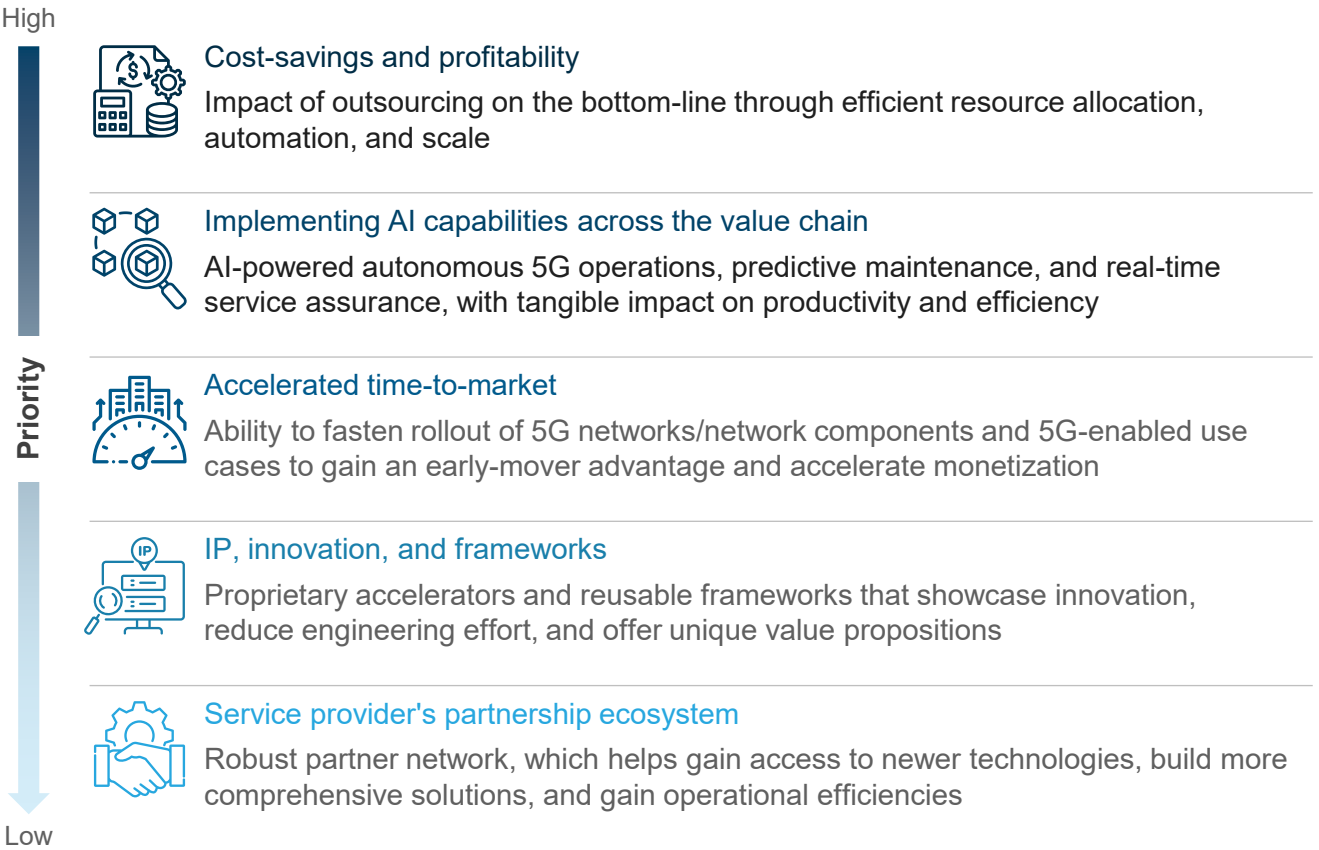 High
Cost-savings and profitability
Impact of outsourcing on the bottom-line through efficient resource allocation,
automation, and scale
Implementing AI capabilities across the value chain
AI-powered autonomous 5G operations, predictive maintenance, and real-time
service assurance, with tangible impact on productivity and efficiency
Priority
Accelerated time-to-market
Ability to fasten rollout of 5G networks/network components and 5G-enabled use
cases to gain an early-mover advantage and accelerate monetization
IP
IP, innovation, and frameworks
Proprietary accelerators and reusable frameworks that showcase innovation,
reduce engineering effort, and offer unique value propositions
Service provider's partnership ecosystem
Robust partner network, which helps gain access to newer technologies, build more
comprehensive solutions, and gain operational efficiencies
Low